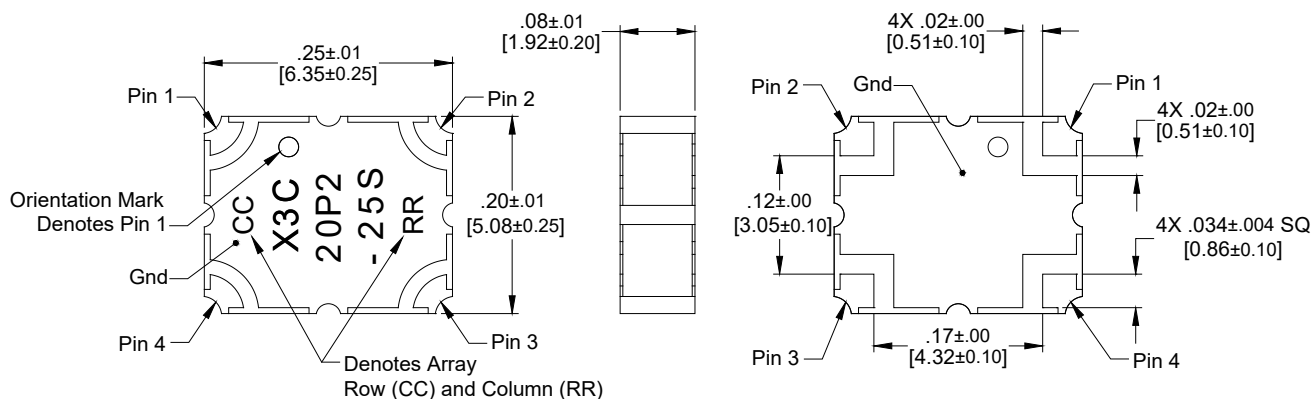 .25±.01
[6.35±0.25]
Pin 1
Pin 2
Orientation Mark
Denotes Pin 1
CC
X3C
20P2
-25S
RR
.20±.01
[5.08±0.25]
Gnd
Pin 4
Pin 3
Denotes Array
Row (CC) and Column (RR)
.08±.01
[1.92±0.20]
4X .02±.00
[0.51±0.10]
Pin 2
Gnd
Pin 1
4X .02±.00
[0.51±0.10]
.12±.00
[3.05±0.10]
4X .034±.004 SQ
[0.86±0.10]
Pin 3
.17±.00
[4.32±0.10]
Pin 4